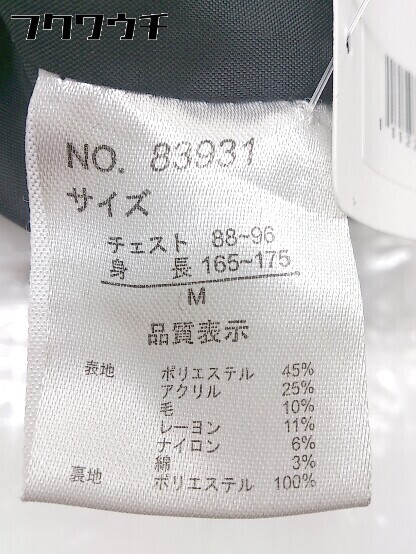 フクワウチ
NO. 83931
サイズ
チェスト 88~96
身 長 165~175
M
品質表示
表地 ポリエステル 45%
アクリル 25%
毛 10%
レーヨン 11%
ナイロン 6%
綿 3%
裏地 ポリエステル 100%